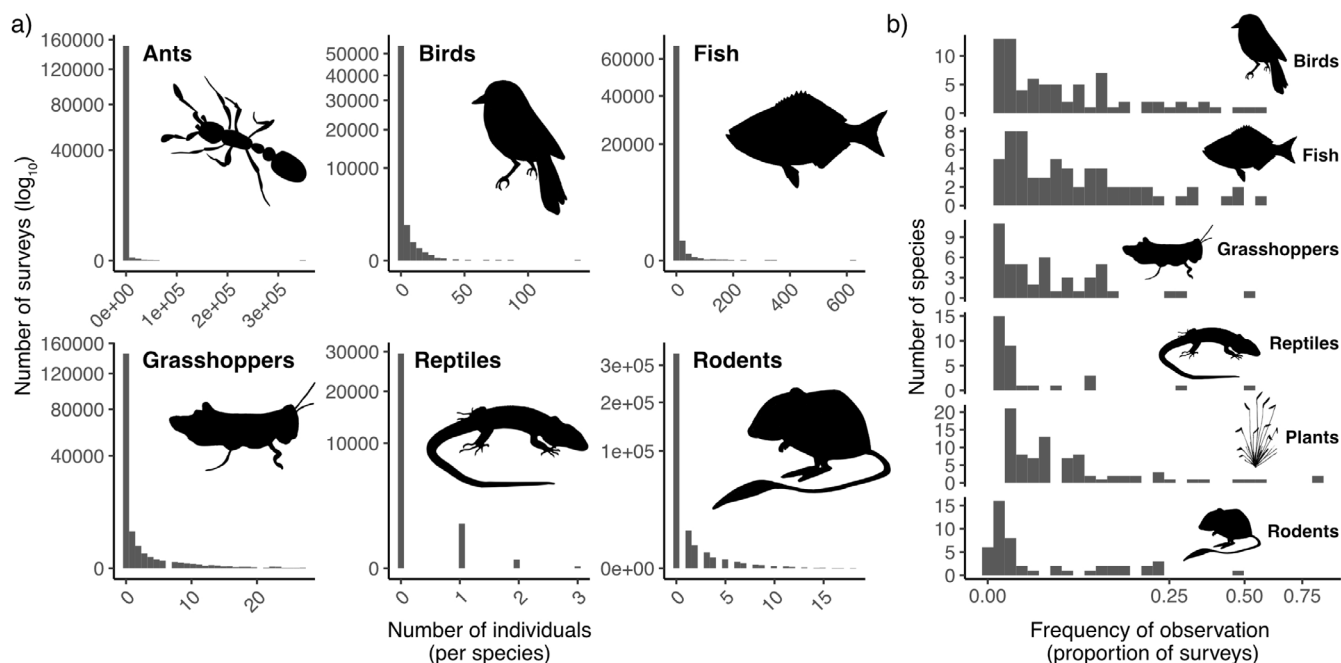 a)
Number of surveys (log10)
Ants
160000
120000
80000
40000
0
0e+00
1e+05
2e+05
3e+05
Birds
50000
40000
30000
20000
10000
0
0
50
100
Fish
60000
40000
20000
0
0
200
400
600
Grasshoppers
160000
120000
80000
40000
0
0
10
20
Reptiles
30000
20000
10000
0
0
1
2
3
Rodents
3e+05
2e+05
1e+05
0e+00
0
5
10
15
Number of individuals
(per species)
b)
Number of species
Birds
10
5
0
Fish
8
6
4
2
0
Grasshoppers
9
6
3
0
Reptiles
15
10
5
0
Plants
20
15
10
5
0
Rodents
15
10
5
0
0.00
0.25
0.50
0.75
Frequency of observation
(proportion of surveys)